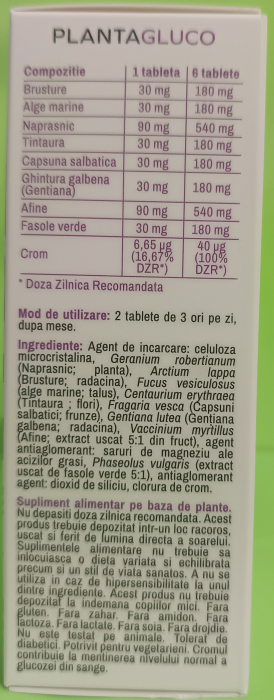 PLANTAGLUCO
Compozitie 1 tableta 6 tablete
Brusture 30 mg 180 mg
Alge marine 30 mg 180 mg
Naprasnic 90 mg 540 mg
Tintaura 30 mg 180 mg
Capsuna salbatica 30 mg 180 mg
Ghintura galbena
(Gentiana) 30 mg 180 mg
Afine 90 mg 540 mg
Fasole verde 30 mg 180 mg
Crom 6,65 µg (16,67% DZR*) 40 µg (100% DZR*)
* Doza Zilnica Recomandata
Mod de utilizare: 2 tablete de 3 ori pe zi,
dupa mese.
Ingrediente: Agent de incarcare: celuloza
microcristalina, Geranium robertianum
(Naprasnic; planta), Arctium lappa
(Brusture; radacina), Fucus vesiculosus
(alge marine; talus), Centaurium erythraea
(Tintaura ; flori), Fragaria vesca (Capsuni
salbatici; frunze), Gentiana lutea (Gentiana
galbena; radacina), Vaccinium myrtillus
(Afine; extract uscat 5:1 din fruct), agent
antiaglomerant: saruri de magneziu ale
acizilor grasi, Phaseolus vulgaris (extract
uscat de fasole verde 5:1), antiaglomerant
agent: dioxid de siliciu, clorura de crom.
Supliment alimentar pe baza de plante.
Nu depasiti doza zilnica recomandata. Acest
produs trebuie depozitat intr-un loc racoros,
uscat si ferit de lumina directa a soarelui.
Suplimentele alimentare nu trebuie sa
inlocuiasca o dieta variata si echilibrata
precum si un stil de viata sanatos. A nu se
utiliza in caz de hipersensibilitate la unul
dintre ingrediente. Acest produs nu trebuie
depozitat la indemana copiilor mici. Fara
gluten. Fara zahar. Fara amidon. Fara
lactoza. Fara lactate. Fara soia. Fara drojdie.
Nu este testat pe animale. Tolerat de
diabetici. Potrivit pentru vegetarieni. Cromul
contribuie la mentinerea nivelului normal a
glucozei din sange.